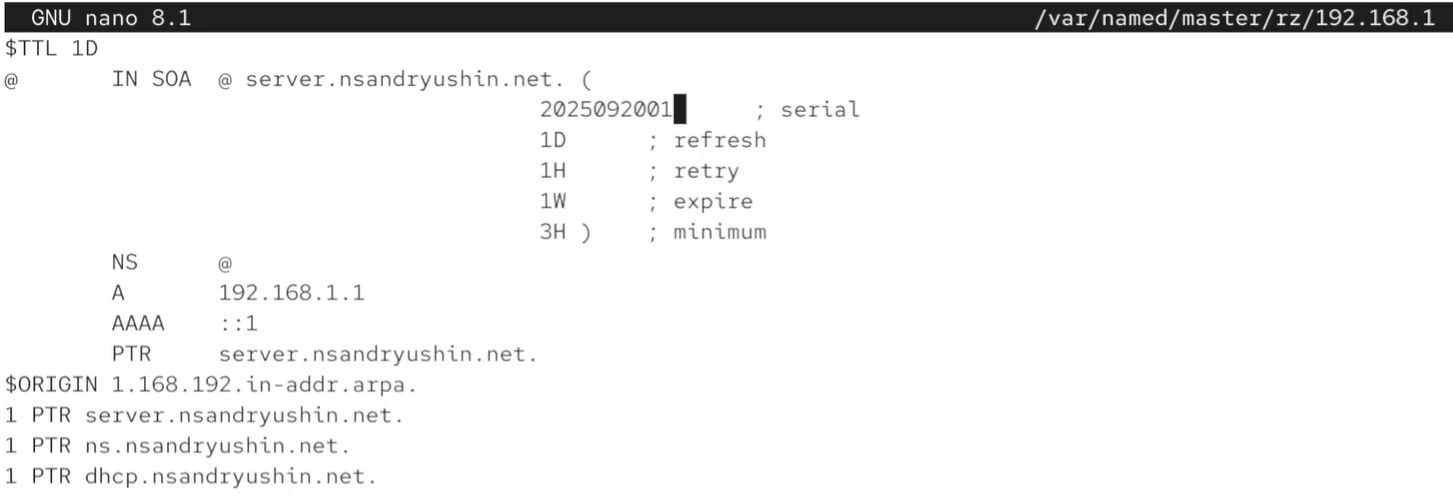 GNU nano 8.1 /var/named/master/rz/192.168.1
$TTL 1D
@ IN SOA @ server.nsandryushin.net. (
2025092001 ; serial
1D ; refresh
1H ; retry
1W ; expire
3H ) ; minimum
NS @
A 192.168.1.1
AAAA ::1
PTR server.nsandryushin.net.
$ORIGIN 1.168.192.in-addr.arpa.
1 PTR server.nsandryushin.net.
1 PTR ns.nsandryushin.net.
1 PTR dhcp.nsandryushin.net.